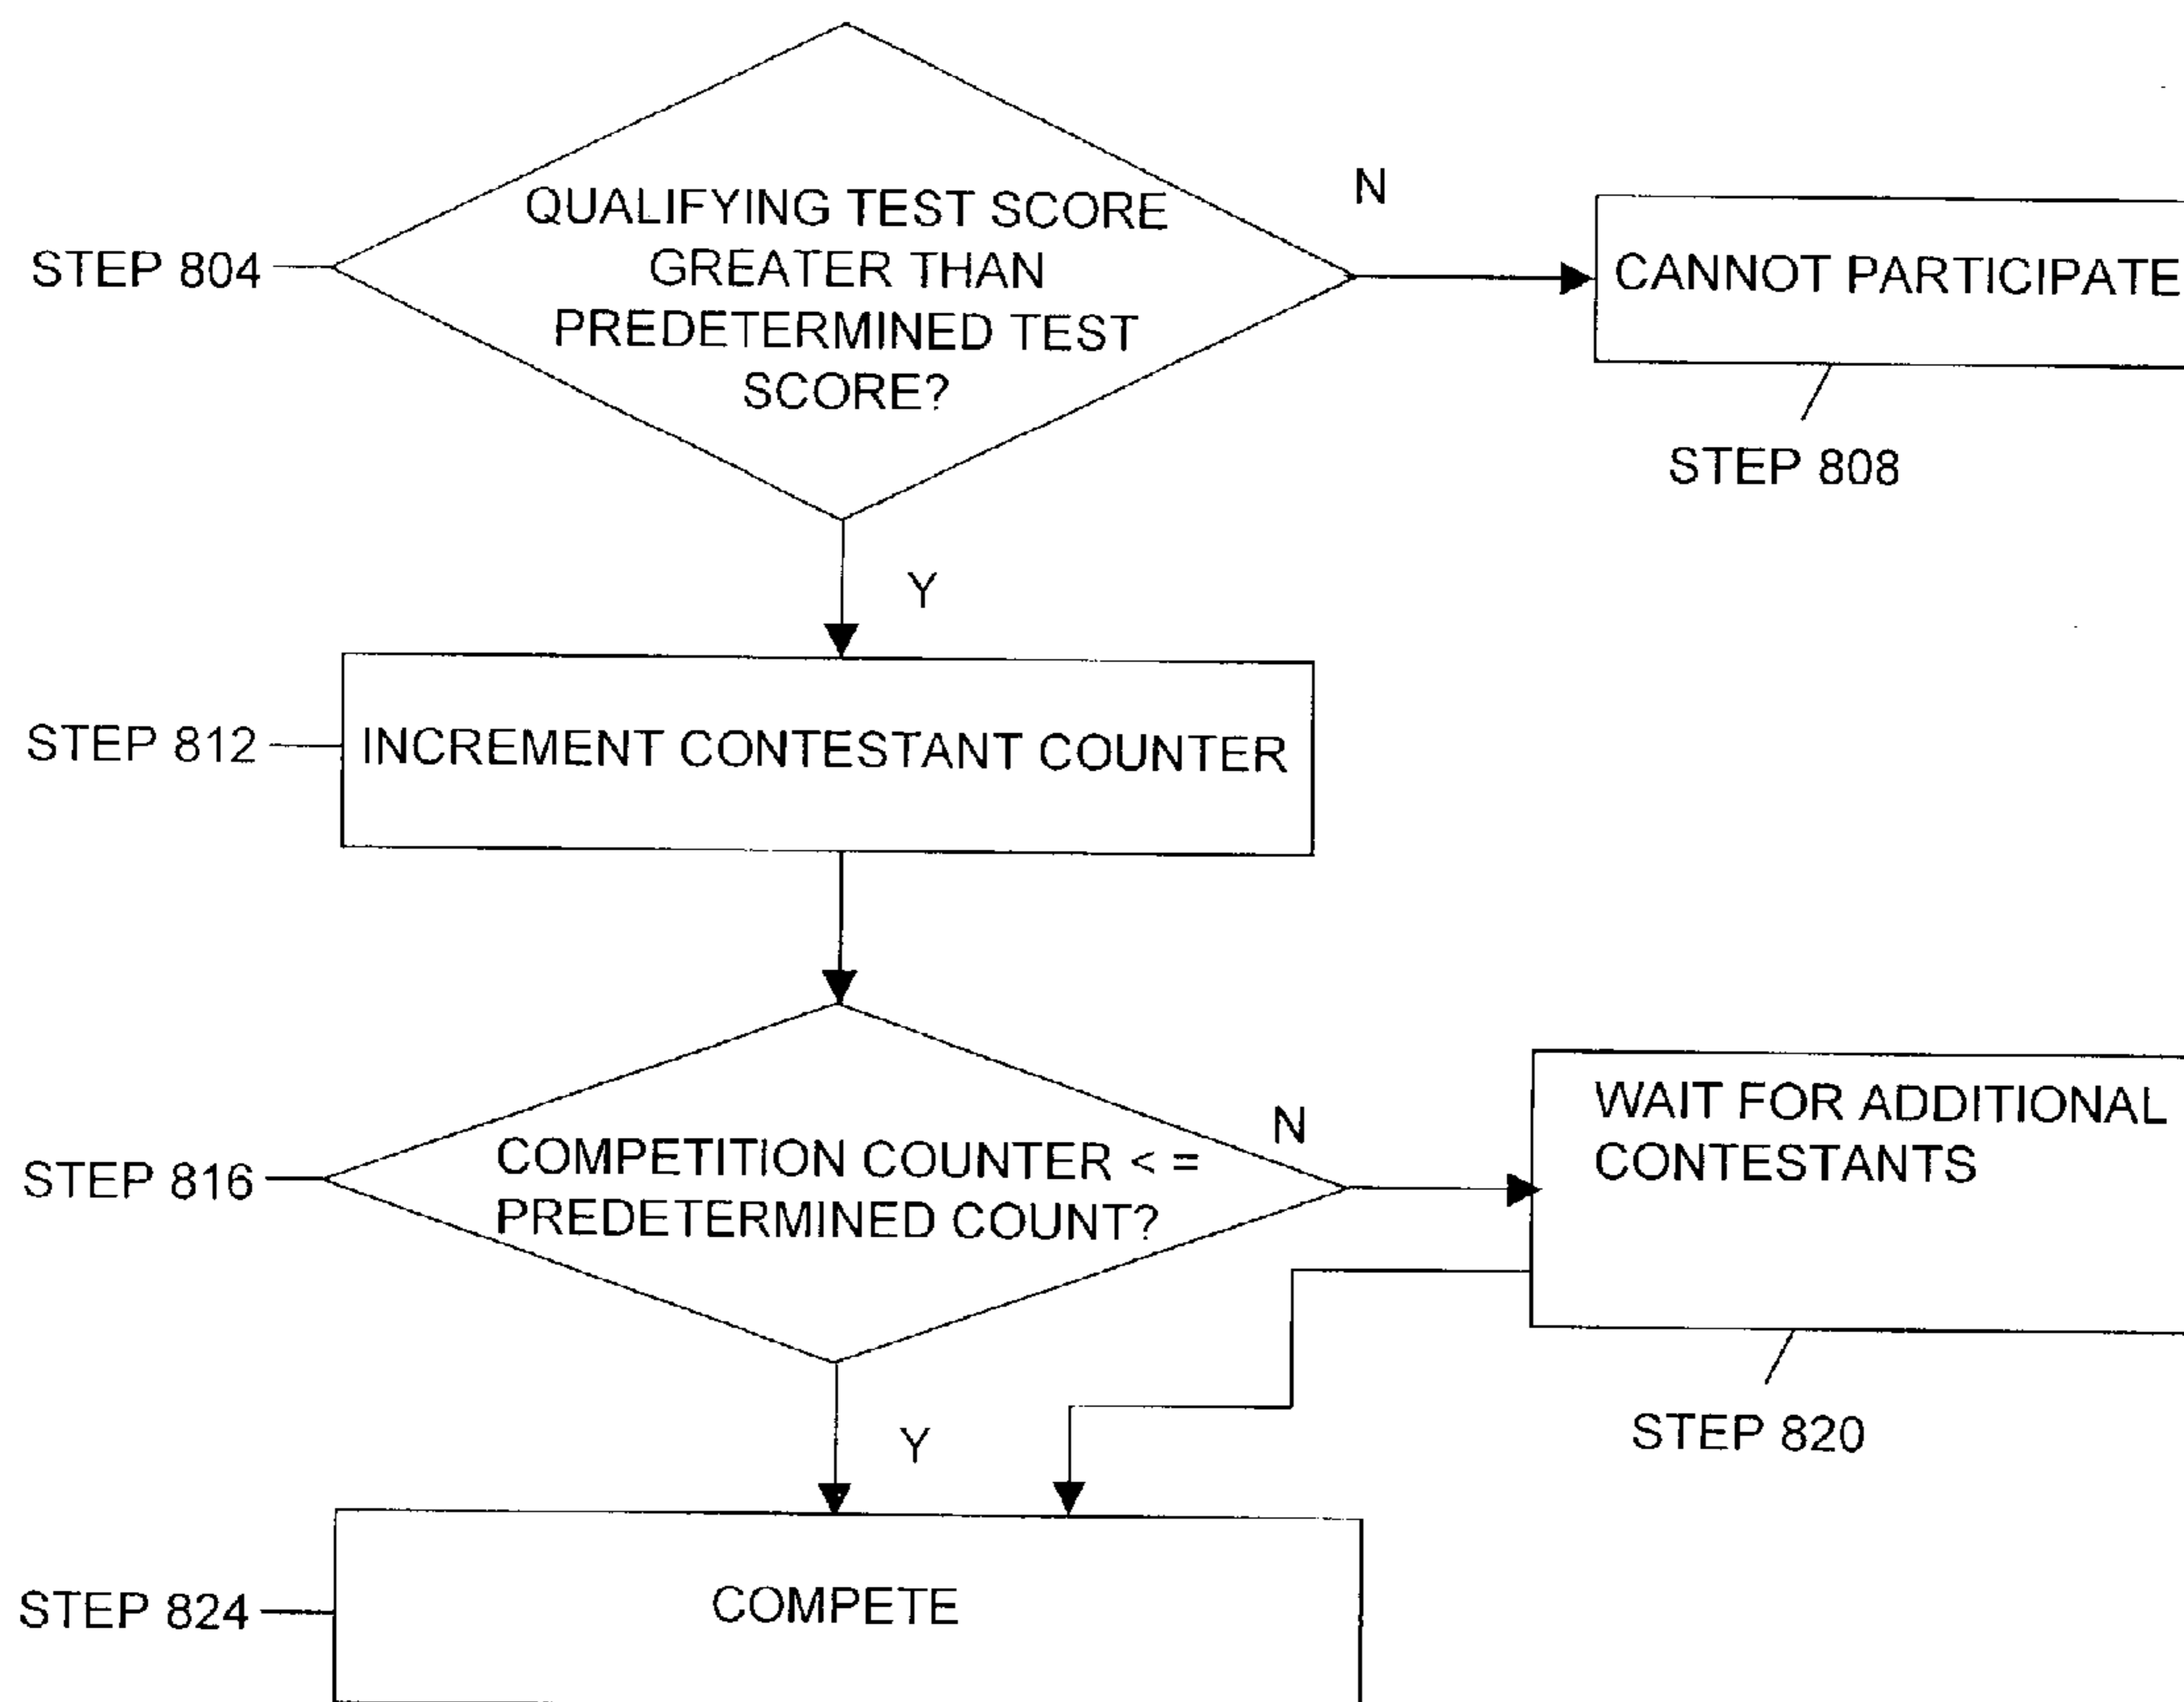 QUALIFYING TEST SCORE
GREATER THAN
PREDETERMINED TEST
SCORE?
STEP 804
N
CANNOT PARTICIPATE
STEP 808
Y
STEP 812
INCREMENT CONTESTANT COUNTER
STEP 816
COMPETITION COUNTER < =
PREDETERMINED COUNT?
N
WAIT FOR ADDITIONAL
CONTESTANTS
STEP 820
Y
STEP 824
COMPETE